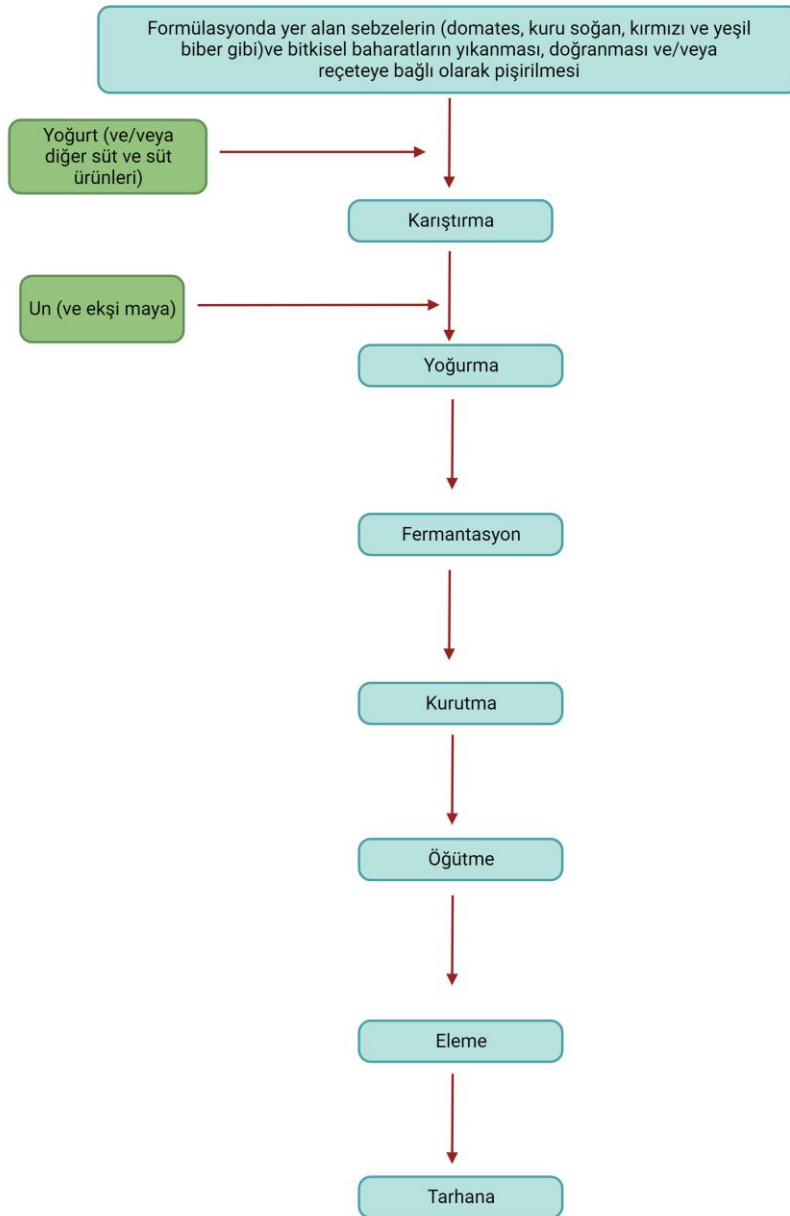 Formülasyonda yer alan sebzelerin (domates, kuru soğan, kırmızı ve yeşil
biber gibi)ve bitkisel baharatların yıkanması, doğranması ve/veya
reçeteye bağlı olarak pişirilmesi
Yoğurt (ve/veya
diğer süt ve süt
ürünleri)
Karıştırma
Un (ve ekşi maya)
Yoğurma
Fermantasyon
Kurutma
Öğütme
Eleme
Tarhana